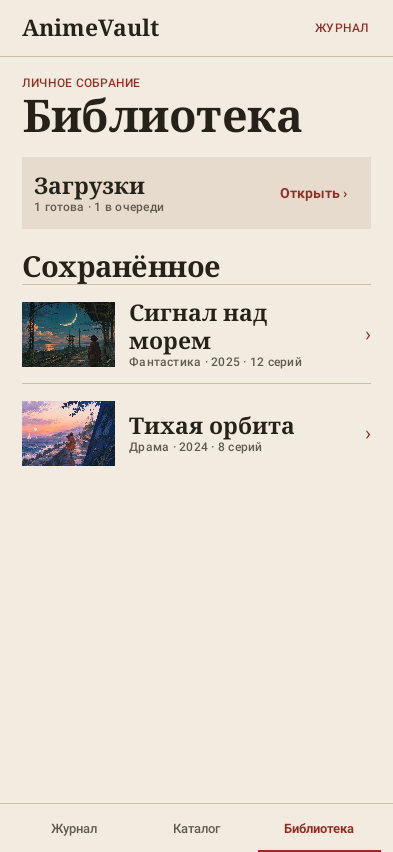 AnimeVault
ЖУРНАЛ
ЛИЧНОЕ СОБРАНИЕ
Библиотека
Загрузки
1 готова · 1 в очереди
Открыть ›
Сохранённое
Сигнал над
морем
Фантастика · 2025 · 12 серий
›
Тихая орбита
Драма · 2024 · 8 серий
›
Журнал
Каталог
Библиотека